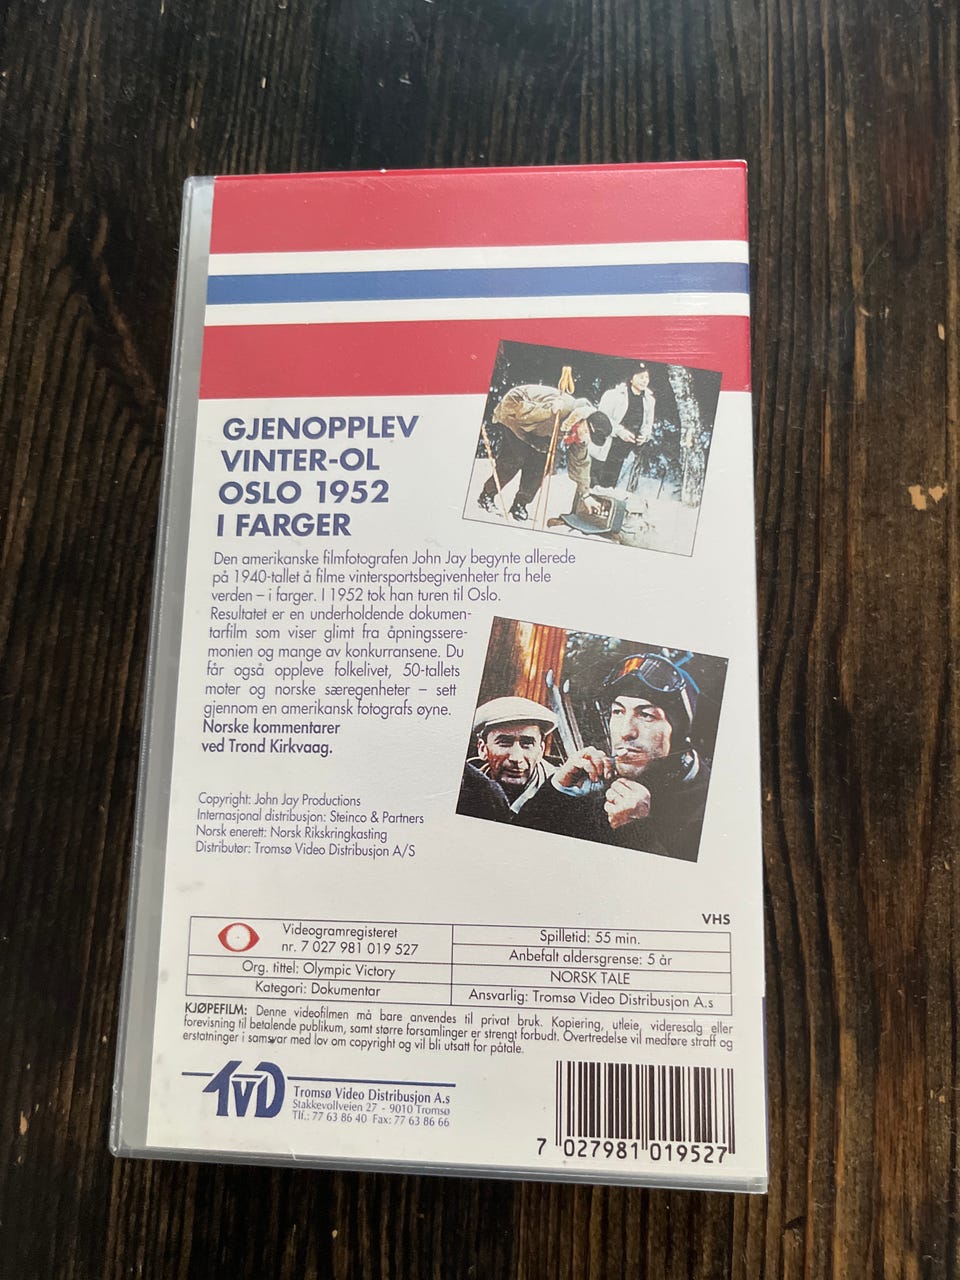 GJENOPPLEV
VINTER-OL
OSLO 1952
I FARGER
Den amerikanske filmfotografen John Jay begynte allerede
på 1940-tallet å filme vintersportsbegivenheter fra hele
verden – i farger. I 1952 tok han turen til Oslo.
Resultatet er en underholdende dokumen-
tarfilm som viser glimt fra åpningssere-
monien og mange av konkurransene. Du
får også oppleve folkelivet, 50-tallets
moter og norske særegenheter – sett
gjennom en amerikansk fotografs øyne.
Norske kommentarer
ved Trond Kirkvaag.
Copyright: John Jay Productions
Internasjonal distribusjon: Steinco & Partners
Norsk enerett: Norsk Rikskringkasting
Distributør: Tromsø Video Distribusjon A/S
VHS
Videogramregisteret
nr. 7 027 981 019 527
Org. tittel: Olympic Victory
Kategori: Dokumentar
Spilletid: 55 min.
Anbefalt aldersgrense: 5 år
NORSK TALE
Ansvarlig: Tromsø Video Distribusjon A.s
KJØPEFILM: Denne videofilmen må bare anvendes til privat bruk. Kopiering, utleie, videresalg eller
forevisning til betalende publikum, samt større forsamlinger er strengt forbudt. Overtredelse vil medføre straff og
erstatninger i samsvar med lov om copyright og vil bli utsatt for påtale.
TVD
Tromsø Video Distribusjon A.s
Stakkevollveien 27 - 9010 Tromsø
Tlf.: 77 63 86 40 Fax: 77 63 86 66
7 027981 019527